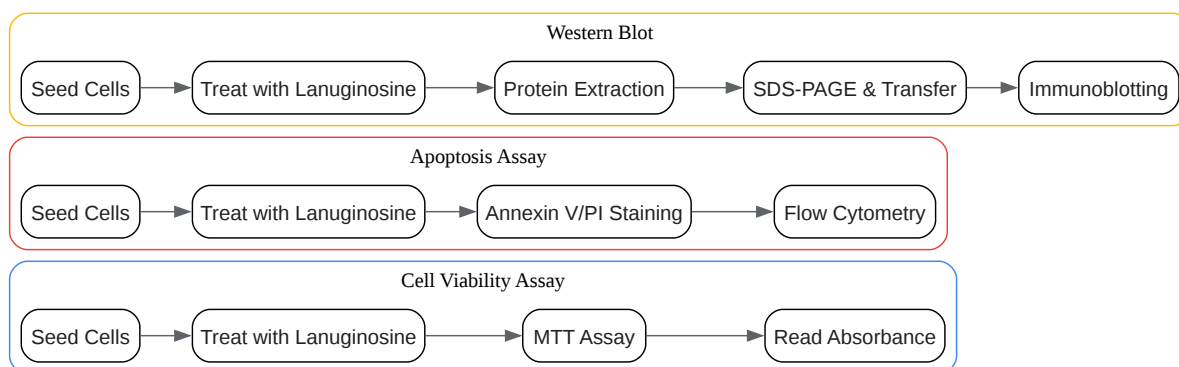 Western Blot
Seed Cells Treat with Lanuginosine Protein Extraction SDS-PAGE & Transfer Immunoblotting
Apoptosis Assay
Seed Cells Treat with Lanuginosine Annexin V/PI Staining Flow Cytometry
Cell Viability Assay
Seed Cells Treat with Lanuginosine MTT Assay Read Absorbance